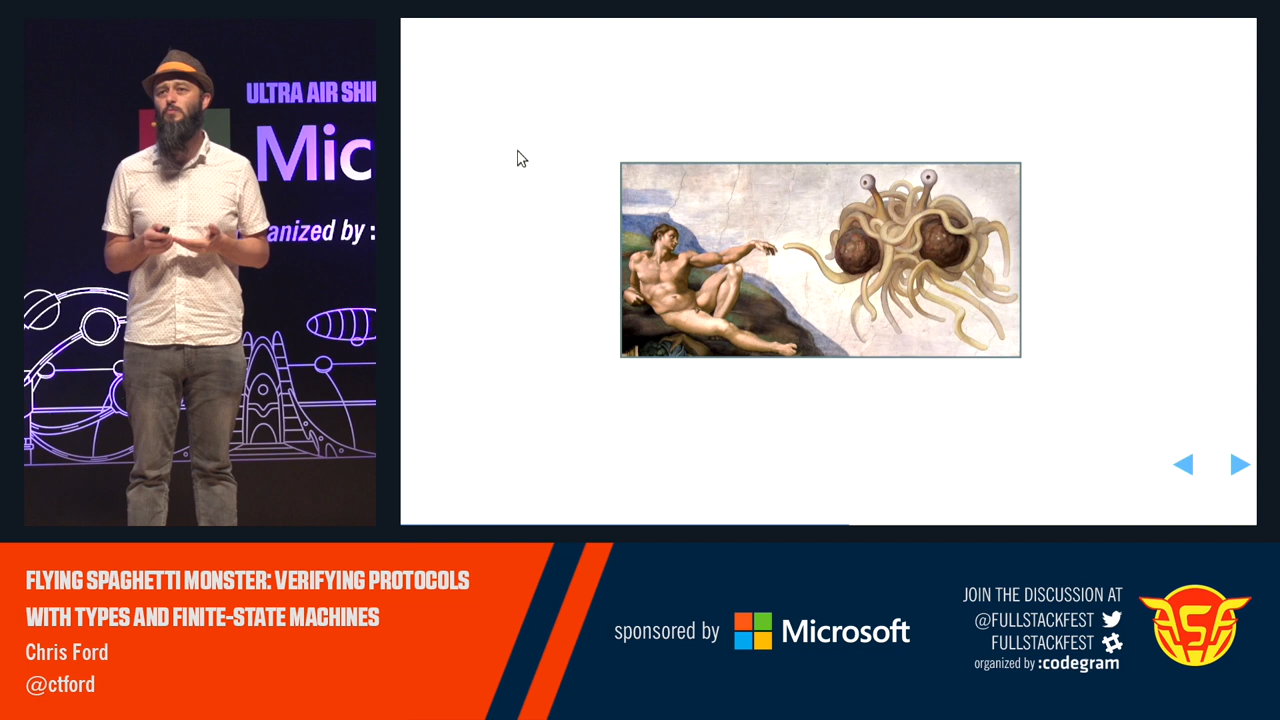 ULTRA AIR
Mic
anized by :
FLYING SPAGHETTI MONSTER: VERIFYING PROTOCOLS
WITH TYPES AND FINITE-STATE MACHINES
Chris Ford
@ctford
sponsored by Microsoft
JOIN THE DISCUSSION AT
@FULLSTACKFEST
FULLSTACKFEST
organized by :codegram
FSF